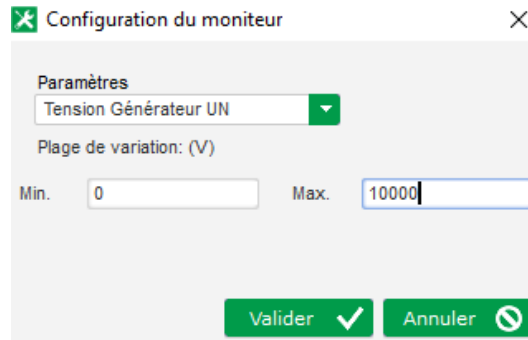 Configuration du moniteur
Paramètres
Tension Générateur UN
Plage de variation: (V)
Min. 0 Max. 10000
Valider Annuler